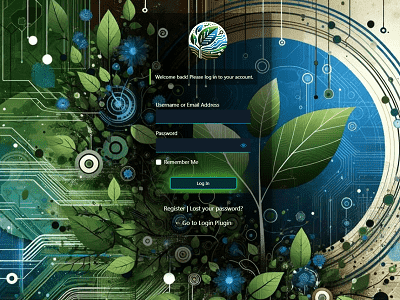 Welcome back! Please log in to your account.
Username or Email Address
Password
Remember Me
Log In
Register | Lost your password?
← Go to Login Plugin